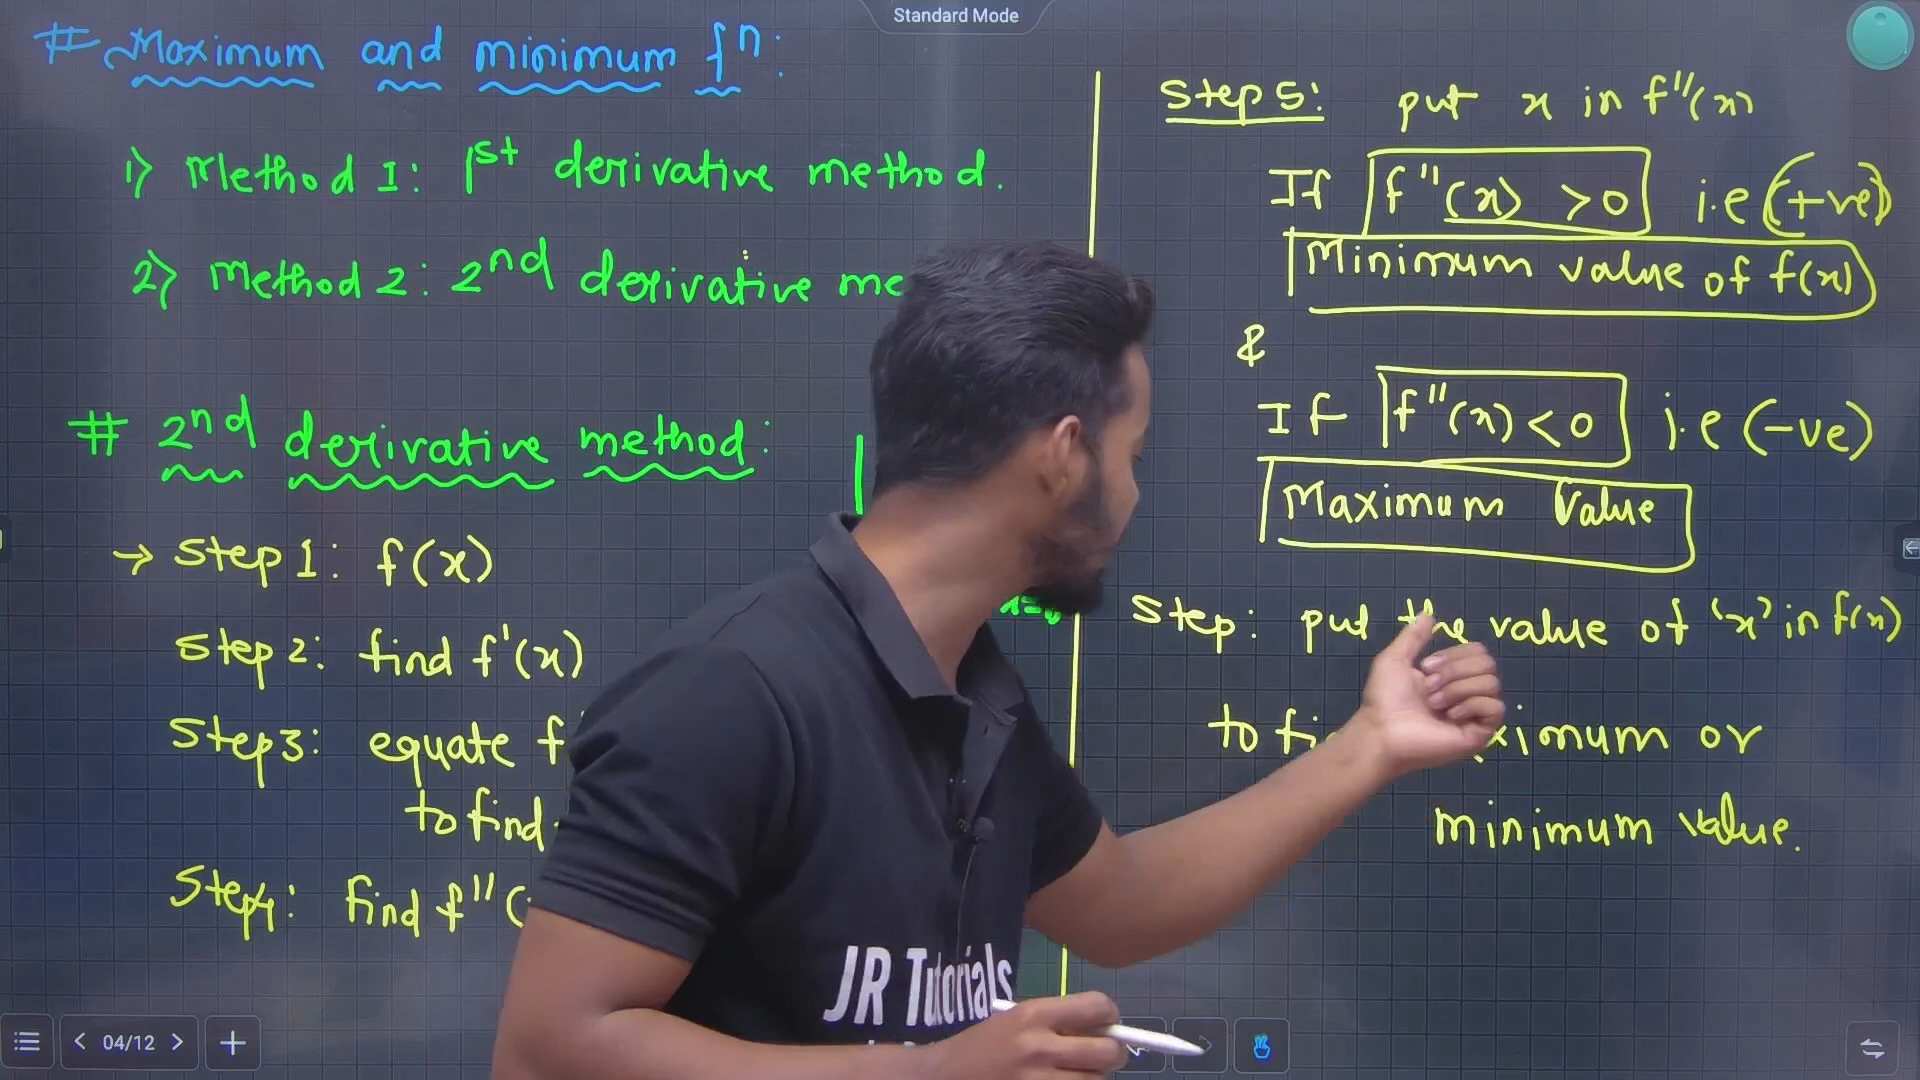 Standard Mode
# Maximum and minimum fⁿ:
1) Method 1: 1st derivative method.
2) Method 2: 2nd derivative me
# 2nd derivative method:
→ Step 1: f(x)
Step 2: find f'(x)
Step 3: equate f
to find
Step 4: find f"(
Step 5: put x in f"(x)
If f"(x) > 0 i.e (+ve)
Minimum value of f(x)
&
If f"(x) < 0 i.e (-ve)
Maximum value
Step: put the value of 'x' in f(x)
to fi ximum or
minimum value.
JR Tutorials
04/12